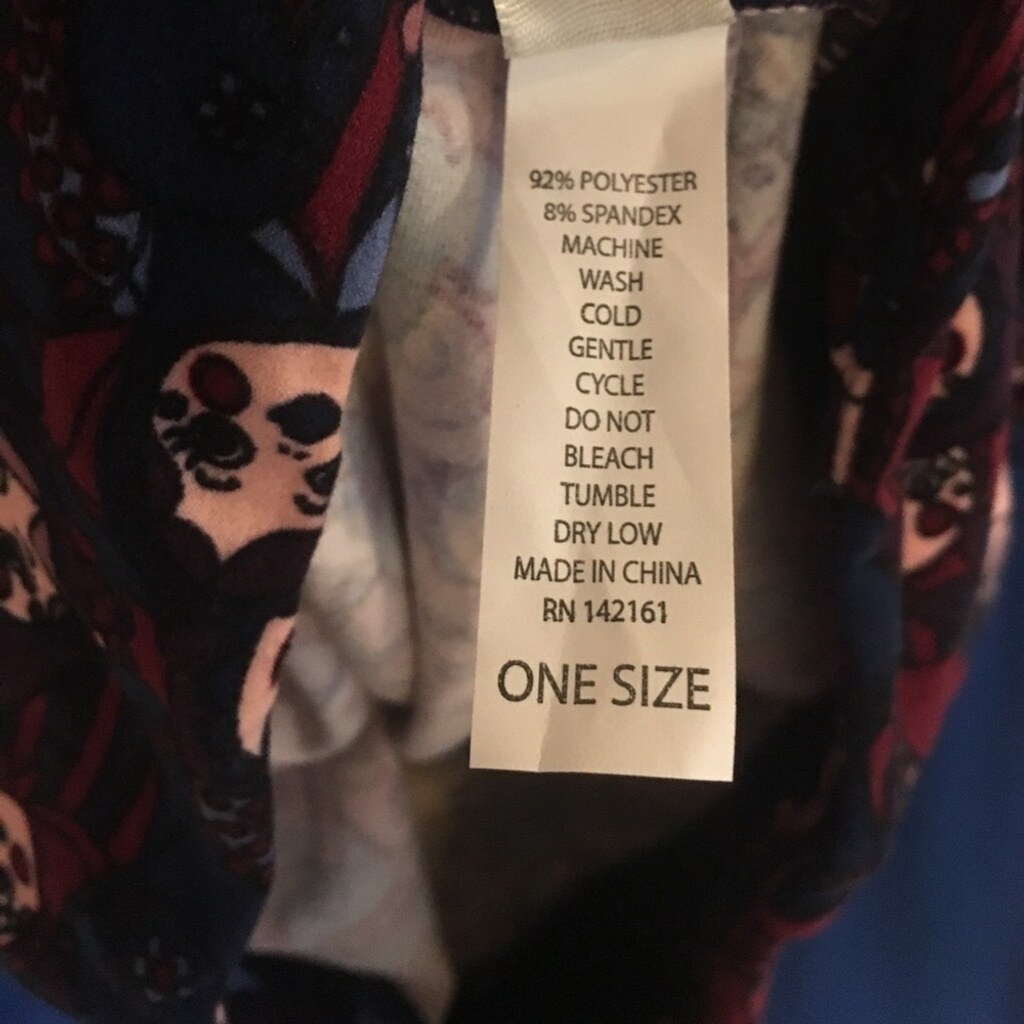 92% POLYESTER
8% SPANDEX
MACHINE
WASH
COLD
GENTLE
CYCLE
DO NOT
BLEACH
TUMBLE
DRY LOW
MADE IN CHINA
RN 142161
ONE SIZE